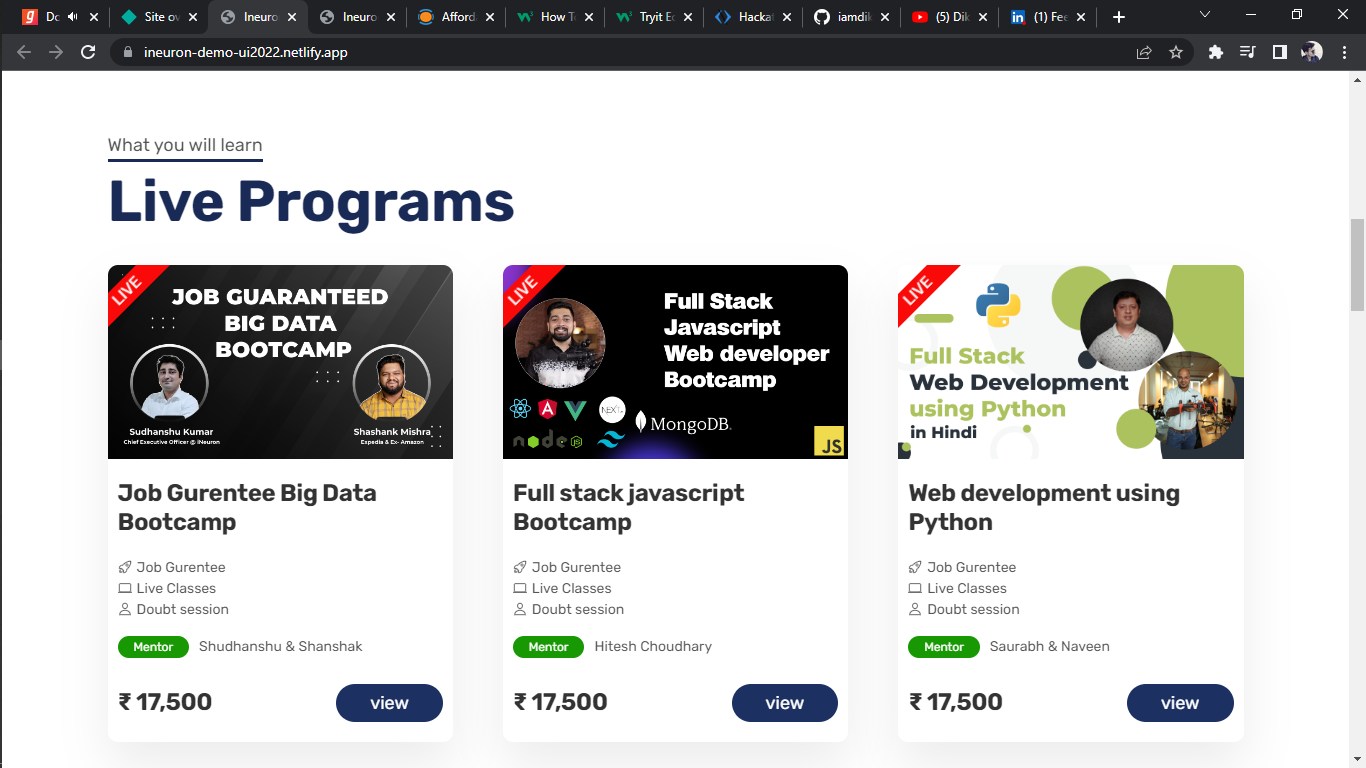 Do
Site ov
Ineuro
Ineuro
Afford
How T
Tryit Ec
Hacka
iamdik
(5) Dik
(1) Fee
ineuron-demo-ui2022.netlify.app
What you will learn
Live Programs
LIVE
JOB GUARANTEED
BIG DATA
BOOTCAMP
Sudhanshu Kumar
Chief Executive Officer @ iNeuron
Shashank Mishra
Expedia & Ex- Amazon
Job Gurentee Big Data
Bootcamp
Job Gurentee
Live Classes
Doubt session
Mentor Shudhanshu & Shanshak
₹ 17,500 view
LIVE
Full Stack
Javascript
Web developer
Bootcamp
NEXT
MongoDB.
node
JS
JS
Full stack javascript
Bootcamp
Job Gurentee
Live Classes
Doubt session
Mentor Hitesh Choudhary
₹ 17,500 view
LIVE
Full Stack
Web Development
using Python
in Hindi
Web development using
Python
Job Gurentee
Live Classes
Doubt session
Mentor Saurabh & Naveen
₹ 17,500 view